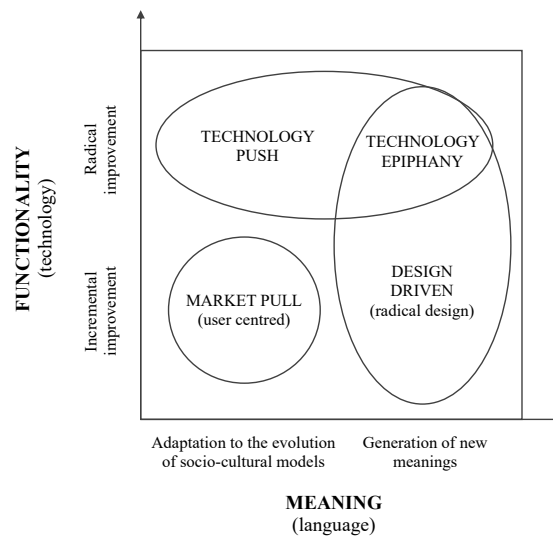 FUNCTIONALITY
(technology)
Radical
improvement
Incremental
improvement
TECHNOLOGY
PUSH
TECHNOLOGY
EPIPHANY
MARKET PULL
(user centred)
DESIGN
DRIVEN
(radical design)
Adaptation to the evolution
of socio-cultural models
Generation of new
meanings
MEANING
(language)